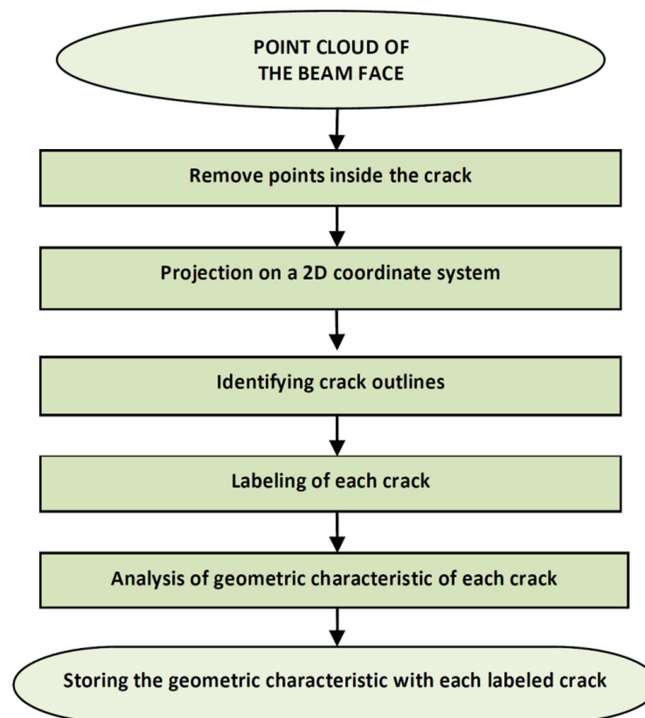 POINT CLOUD OF
THE BEAM FACE
Remove points inside the crack
Projection on a 2D coordinate system
Identifying crack outlines
Labeling of each crack
Analysis of geometric characteristic of each crack
Storing the geometric characteristic with each labeled crack